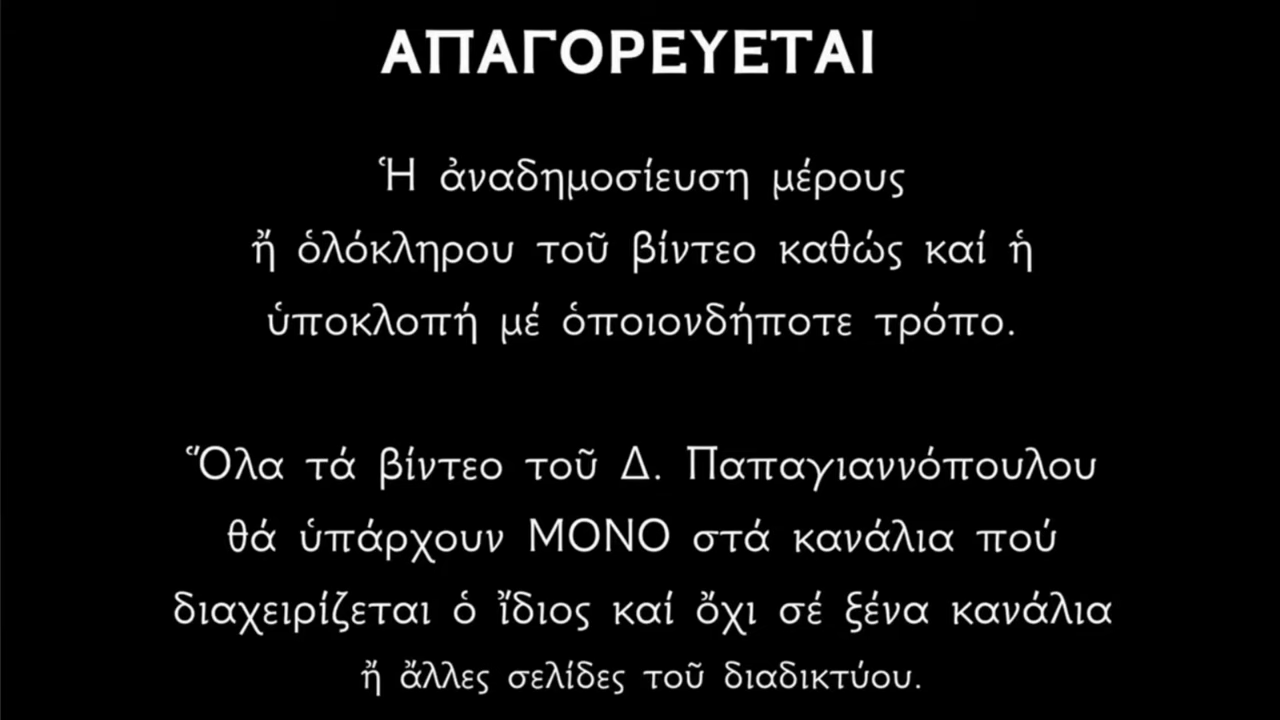 ΑΠΑΓΟΡΕΥΕΤΑΙ
Ἡ ἀναδημοσίευση μέρους
ἤ ὁλόκληρου τοῦ βίντεο καθώς καί ἡ
ὑποκλοπή μέ ὁποιονδήποτε τρόπο.
Ὅλα τά βίντεο τοῦ Δ. Παπαγιαννόπουλου
θά ὑπάρχουν ΜΟΝΟ στά κανάλια πού
διαχειρίζεται ὁ ἴδιος καί ὄχι σέ ξένα κανάλια
ἤ ἄλλες σελίδες τοῦ διαδικτύου.